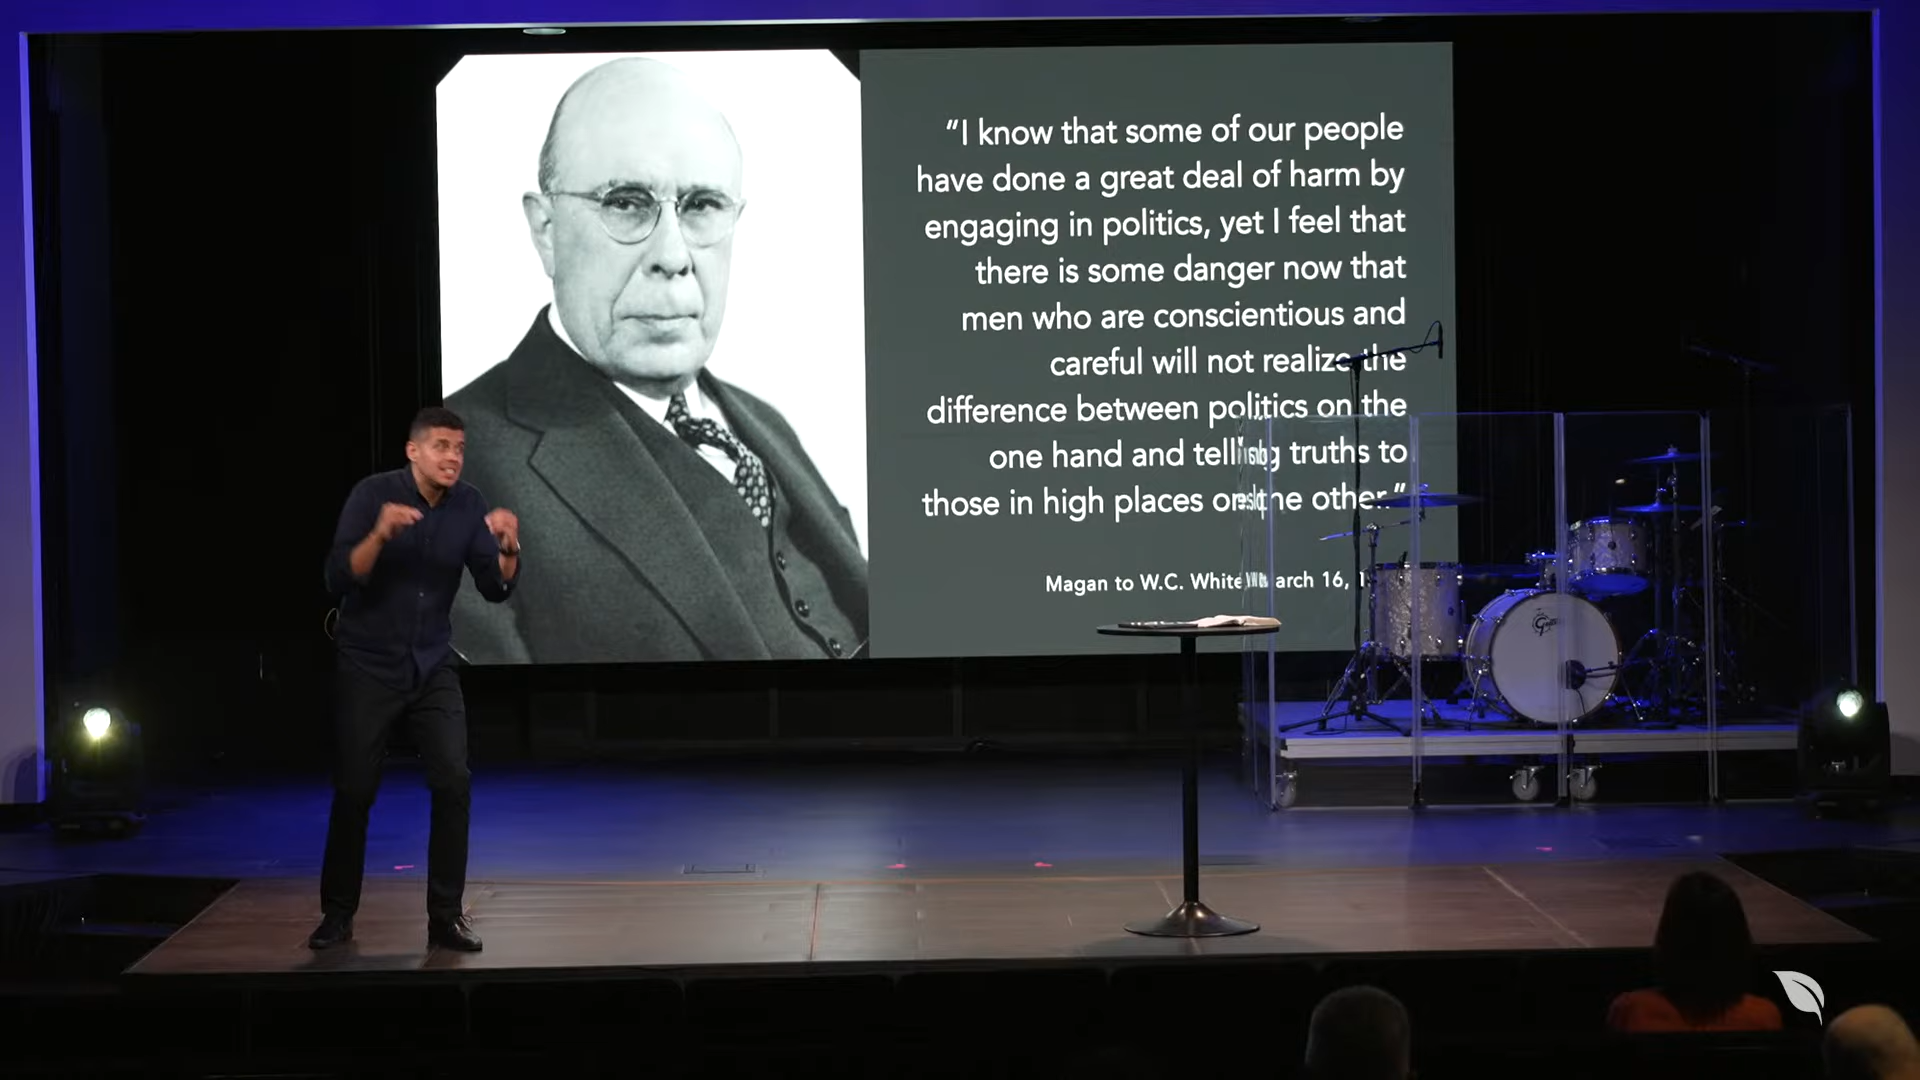 “I know that some of our people
have done a great deal of harm by
engaging in politics, yet I feel that
there is some danger now that
men who are conscientious and
careful will not realize the
difference between politics on the
one hand and telling truths to
those in high places on the other.”
Magan to W.C. White March 16,